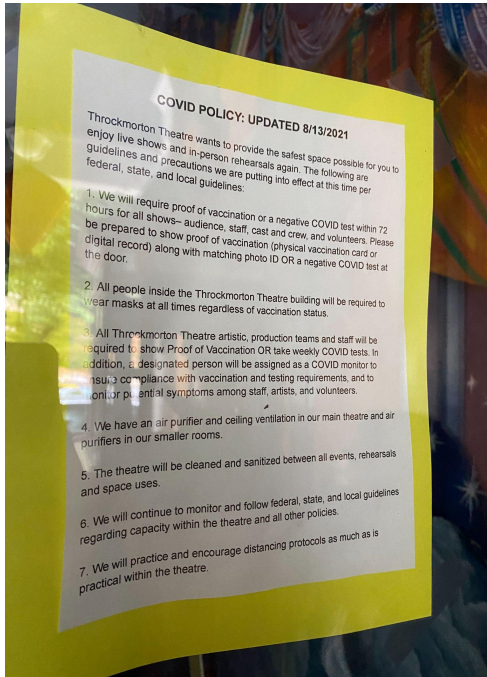 COVID POLICY: UPDATED 8/13/2021
Throckmorton Theatre wants to provide the safest space possible for you to
enjoy live shows and in-person rehearsals again. The following are
guidelines and precautions we are putting into effect at this time per
federal, state, and local guidelines:
1. We will require proof of vaccination or a negative COVID test within 72
hours for all shows– audience, staff, cast and crew, and volunteers. Please
be prepared to show proof of vaccination (physical vaccination card or
digital record) along with matching photo ID OR a negative COVID test at
the door.
2. All people inside the Throckmorton Theatre building will be required to
wear masks at all times regardless of vaccination status.
3. All Throckmorton Theatre artistic, production teams and staff will be
required to show Proof of Vaccination OR take weekly COVID tests. In
addition, a designated person will be assigned as a COVID monitor to
ensure compliance with vaccination and testing requirements, and to
monitor potential symptoms among staff, artists, and volunteers.
4. We have an air purifier and ceiling ventilation in our main theatre and air
purifiers in our smaller rooms.
5. The theatre will be cleaned and sanitized between all events, rehearsals
and space uses.
6. We will continue to monitor and follow federal, state, and local guidelines
regarding capacity within the theatre and all other policies.
7. We will practice and encourage distancing protocols as much as is
practical within the theatre.